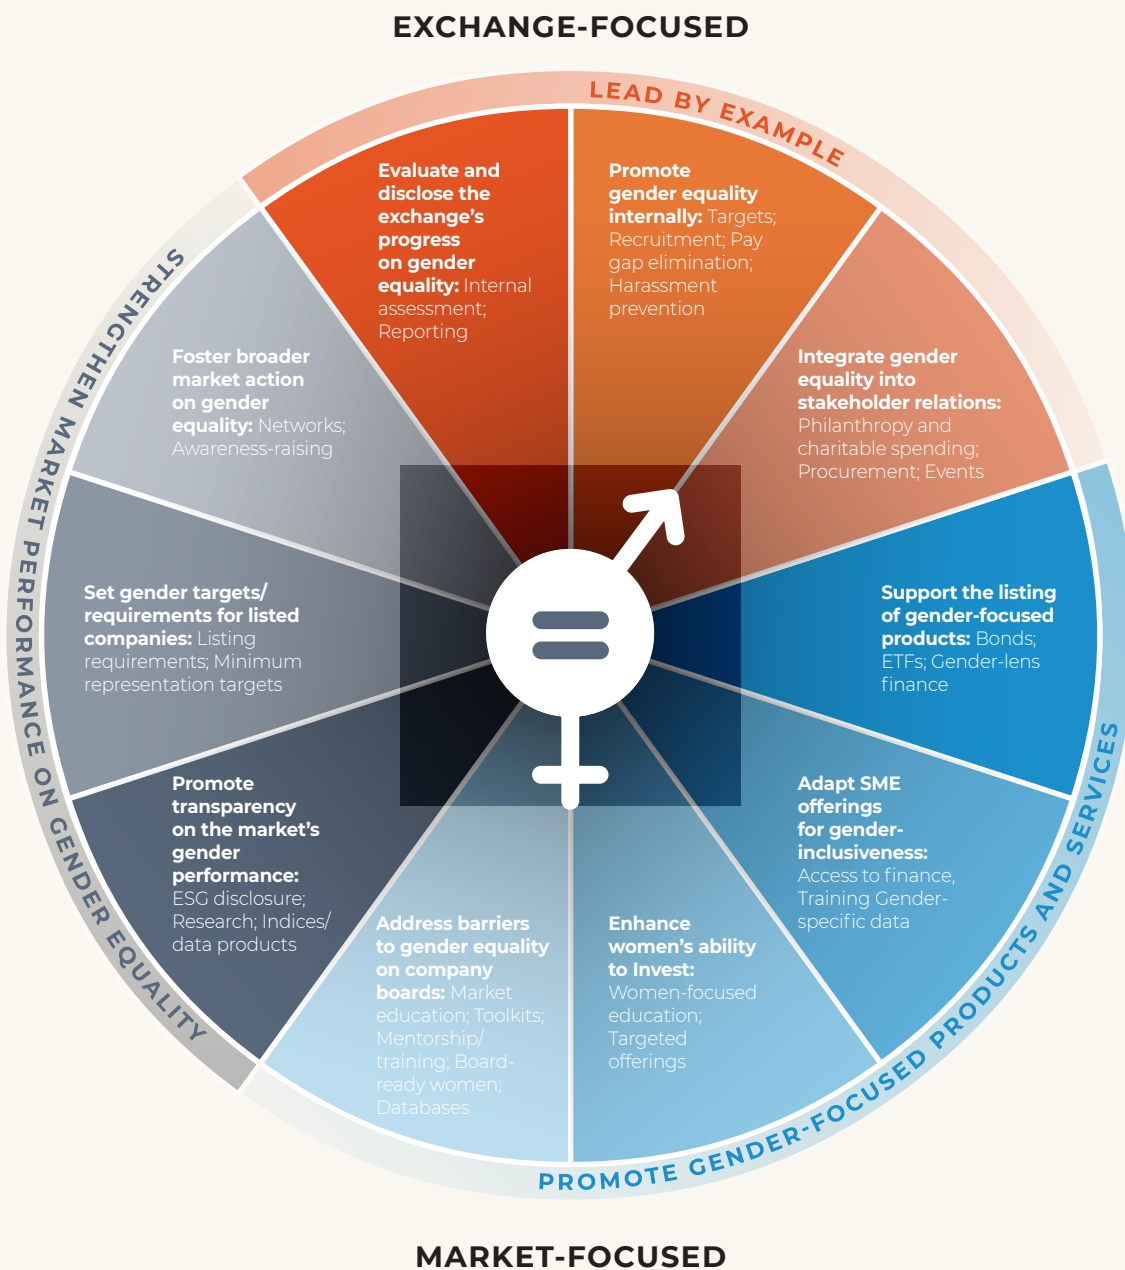 EXCHANGE-FOCUSED
LEAD BY EXAMPLE
Evaluate and
disclose the
exchange's
progress
on gender
equality: Internal
assessment;
Reporting
Promote
gender equality
internally: Targets;
Recruitment; Pay
gap elimination;
Harassment
prevention
Integrate gender
equality into
stakeholder relations:
Philanthropy and
charitable spending;
Procurement; Events
PROMOTE GENDER-FOCUSED PRODUCTS AND SERVICES
Support the listing
of gender-focused
products: Bonds;
ETFs; Gender-lens
finance
Adapt SME
offerings
for gender-
inclusiveness:
Access to finance,
Training Gender-
specific data
Enhance
women's ability
to Invest:
Women-focused
education;
Targeted
offerings
Address barriers
to gender equality
on company
boards: Market
education; Toolkits;
Mentorship/
training; Board-
ready women;
Databases
STRENGTHEN MARKET PERFORMANCE ON GENDER EQUALITY
Promote
transparency
on the market's
gender
performance:
ESG disclosure;
Research; Indices/
data products
Set gender targets/
requirements for listed
companies: Listing
requirements; Minimum
representation targets
Foster broader
market action
on gender
equality: Networks;
Awareness-raising
MARKET-FOCUSED